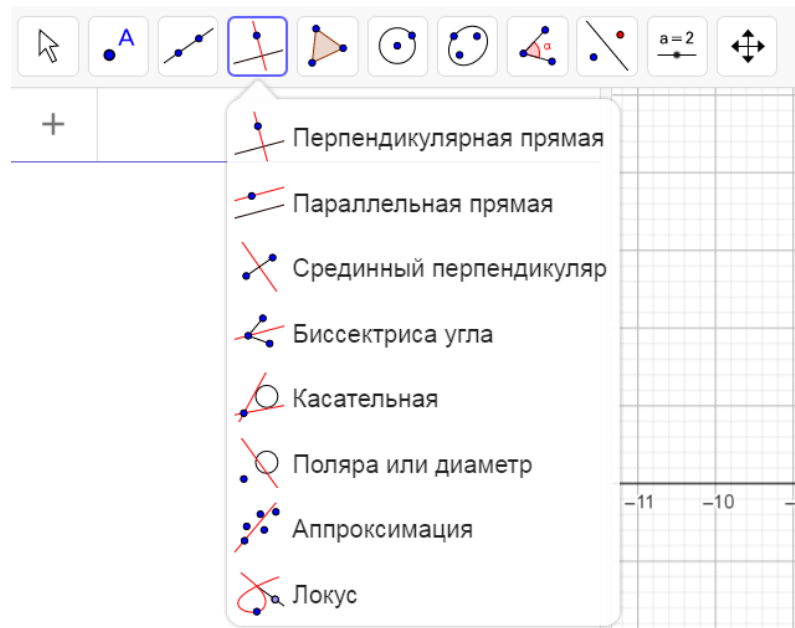 A
α
a=2
+
Перпендикулярная прямая
Параллельная прямая
Срединный перпендикуляр
Биссектриса угла
Касательная
Поляра или диаметр
Аппроксимация
Локус
−11 −10